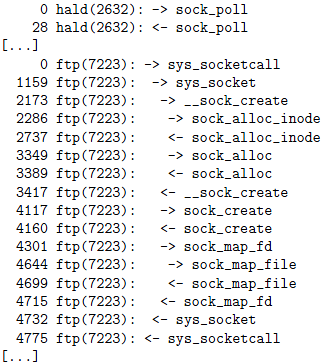 0 hald(2632): -> sock_poll
28 hald(2632): <- sock_poll
[...]
0 ftp(7223): -> sys_socketcall
1159 ftp(7223): -> sys_socket
2173 ftp(7223): -> __sock_create
2286 ftp(7223): -> sock_alloc_inode
2737 ftp(7223): <- sock_alloc_inode
3349 ftp(7223): -> sock_alloc
3389 ftp(7223): <- sock_alloc
3417 ftp(7223): <- __sock_create
4117 ftp(7223): -> sock_create
4160 ftp(7223): <- sock_create
4301 ftp(7223): -> sock_map_fd
4644 ftp(7223): -> sock_map_file
4699 ftp(7223): <- sock_map_file
4715 ftp(7223): <- sock_map_fd
4732 ftp(7223): <- sys_socket
4775 ftp(7223): <- sys_socketcall
[...]